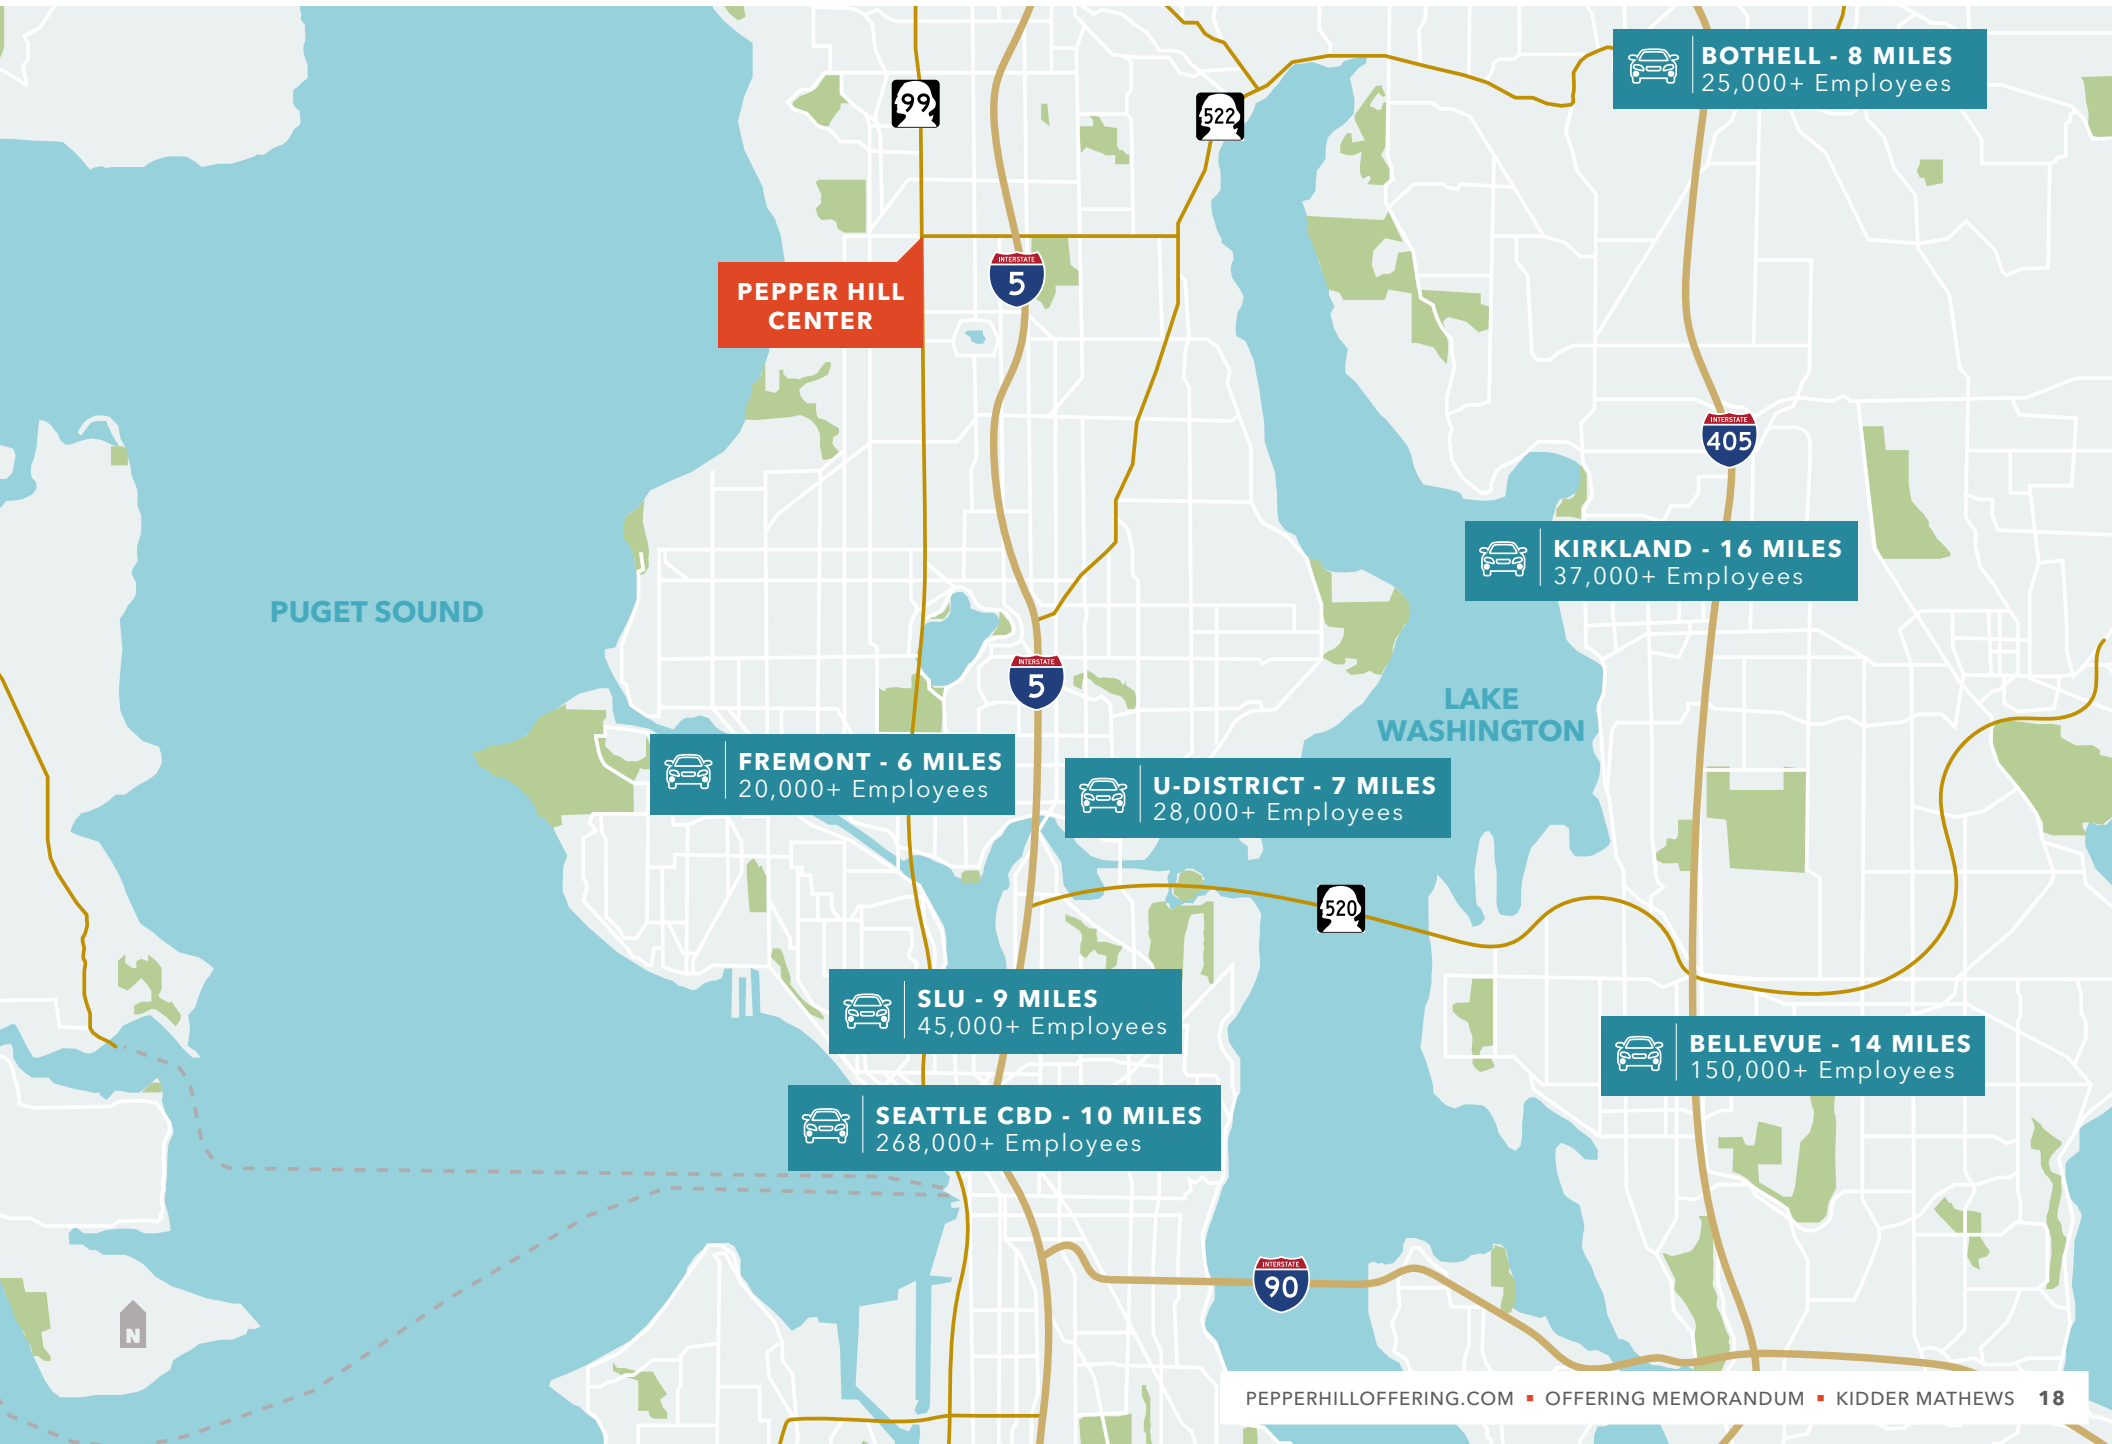 BOTHELL - 8 MILES
25,000+ Employees
99
522
INTERSTATE
5
PEPPER HILL
CENTER
INTERSTATE
405
KIRKLAND - 16 MILES
37,000+ Employees
PUGET SOUND
INTERSTATE
5
LAKE
WASHINGTON
FREMONT - 6 MILES
20,000+ Employees
U-DISTRICT - 7 MILES
28,000+ Employees
520
SLU - 9 MILES
45,000+ Employees
BELLEVUE - 14 MILES
150,000+ Employees
SEATTLE CBD - 10 MILES
268,000+ Employees
INTERSTATE
90
N
PEPPERHILLOFFERING.COM ▪ OFFERING MEMORANDUM ▪ KIDDER MATHEWS 18